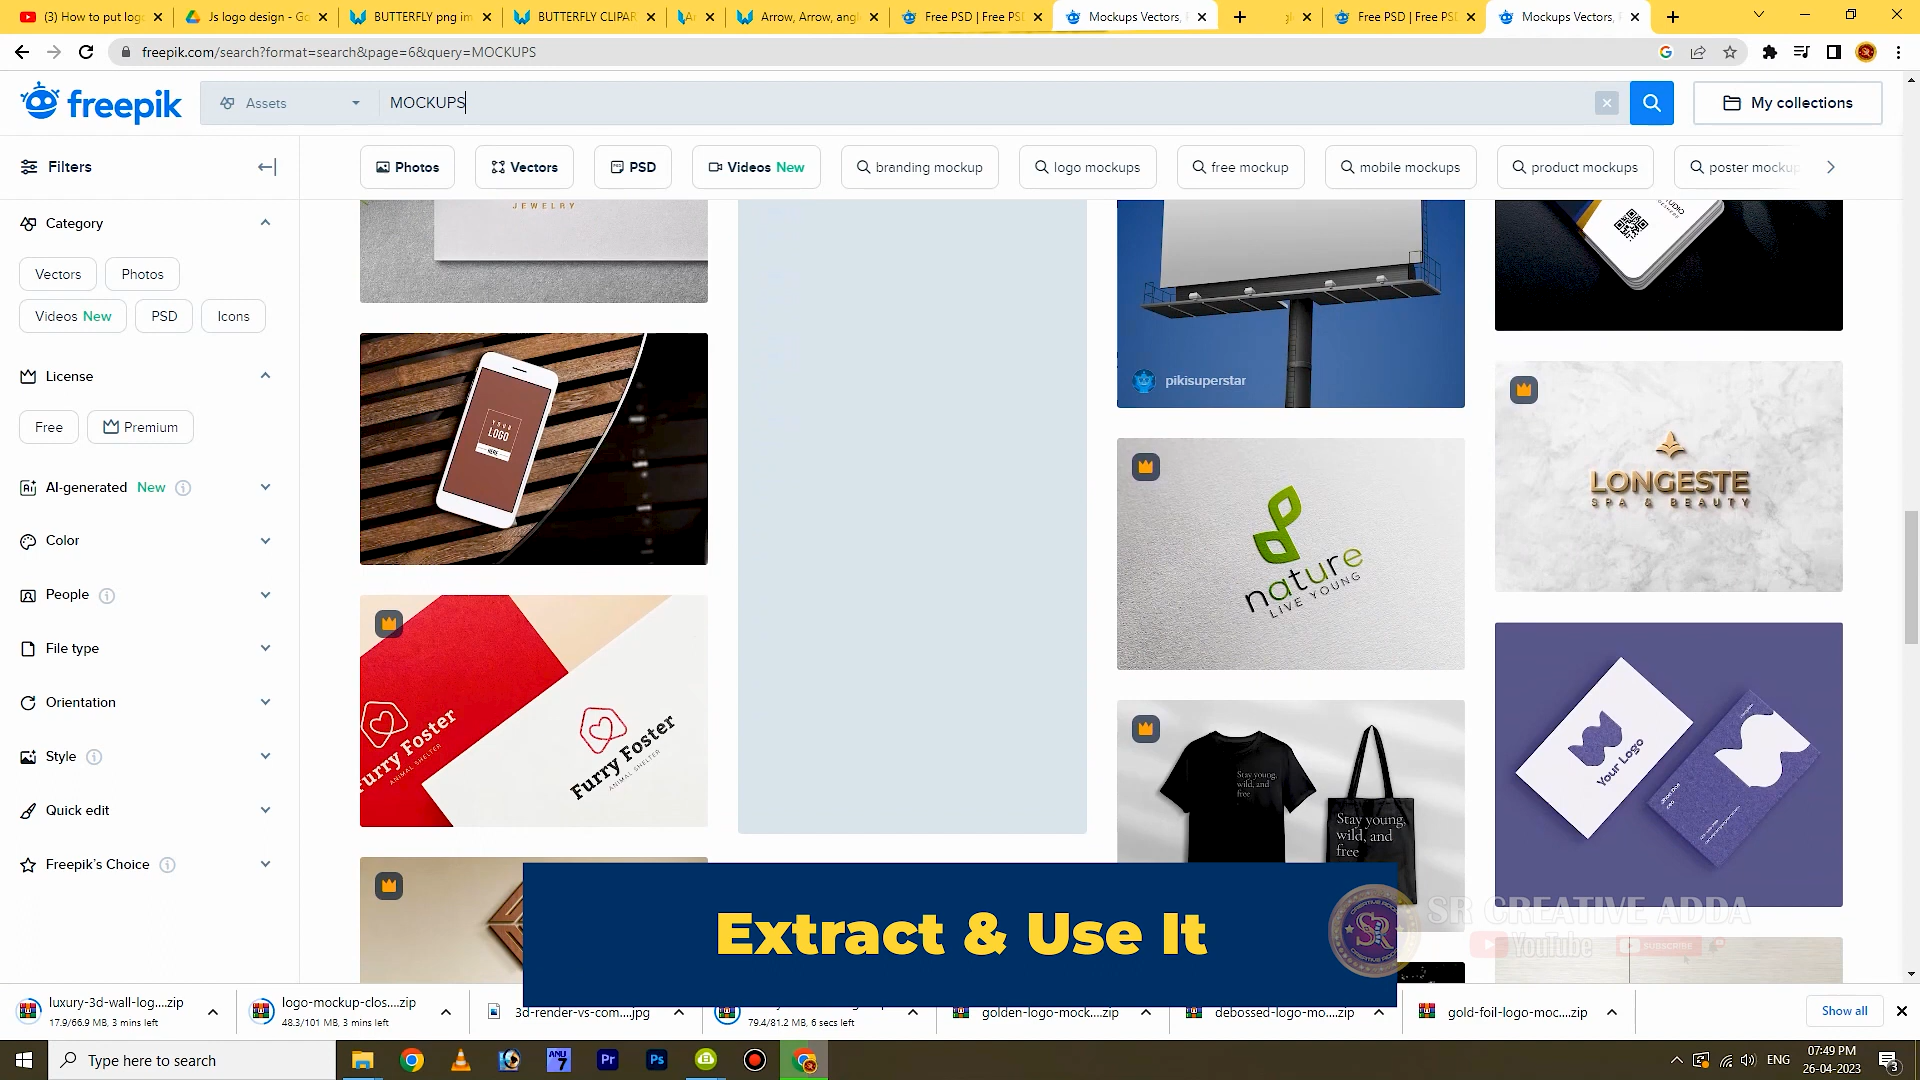 (3) How to put logo
Js logo design - Go
BUTTERFLY png im
BUTTERFLY CLIPAR
Arrow, Arrow, ang
Free PSD | Free PS
Mockups Vectors,
Free PSD | Free PS
Mockups Vectors,
freepik.com/search?format=search&page=6&query=MOCKUPS
freepik
Assets
MOCKUPS
My collections
Filters
Photos
Vectors
PSD
Videos New
branding mockup
logo mockups
free mockup
mobile mockups
product mockups
poster mockup
Category
Vectors
Photos
Videos New
PSD
Icons
License
Free
Premium
AI-generated New
Color
People
File type
Orientation
Style
Quick edit
Freepik's Choice
JEWELRY
YOUR
LOGO
HERE
Furry Foster
ANIMAL SHELTER
Furry Foster
ANIMAL SHELTER
pikisuperstar
nature
LIVE YOUNG
Stay young,
wild, and
free
Stay young,
wild, and
free
LONGESTE
SPA & BEAUTY
Your Logo
Extract & Use It
SR
SR CREATIVE ADDA
YouTube
SUBSCRIBE
luxury-3d-wall-log....zip
17.9/66.9 MB, 3 mins left
logo-mockup-clos....zip
48.3/101 MB, 3 mins left
3d-render-vs-com....jpg
79.4/81.2 MB, 6 secs left
golden-logo-mock....zip
debossed-logo-mo....zip
gold-foil-logo-moc....zip
Show all
Type here to search
ANU
7
Pr
Ps
ENG
07:49 PM
26-04-2023
3